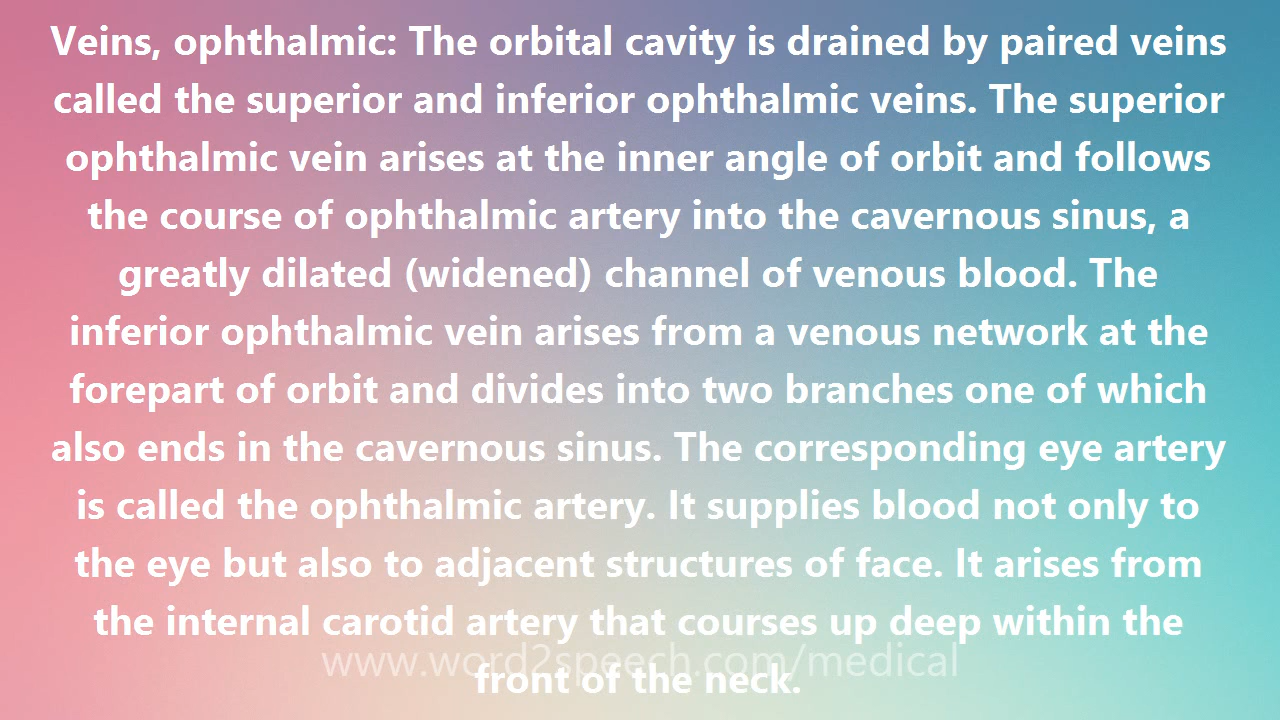 Veins, ophthalmic: The orbital cavity is drained by paired veins
called the superior and inferior ophthalmic veins. The superior
ophthalmic vein arises at the inner angle of orbit and follows
the course of ophthalmic artery into the cavernous sinus, a
greatly dilated (widened) channel of venous blood. The
inferior ophthalmic vein arises from a venous network at the
forepart of orbit and divides into two branches one of which
also ends in the cavernous sinus. The corresponding eye artery
is called the ophthalmic artery. It supplies blood not only to
the eye but also to adjacent structures of face. It arises from
the internal carotid artery that courses up deep within the
www.word2speech.com/medical
front of the neck.